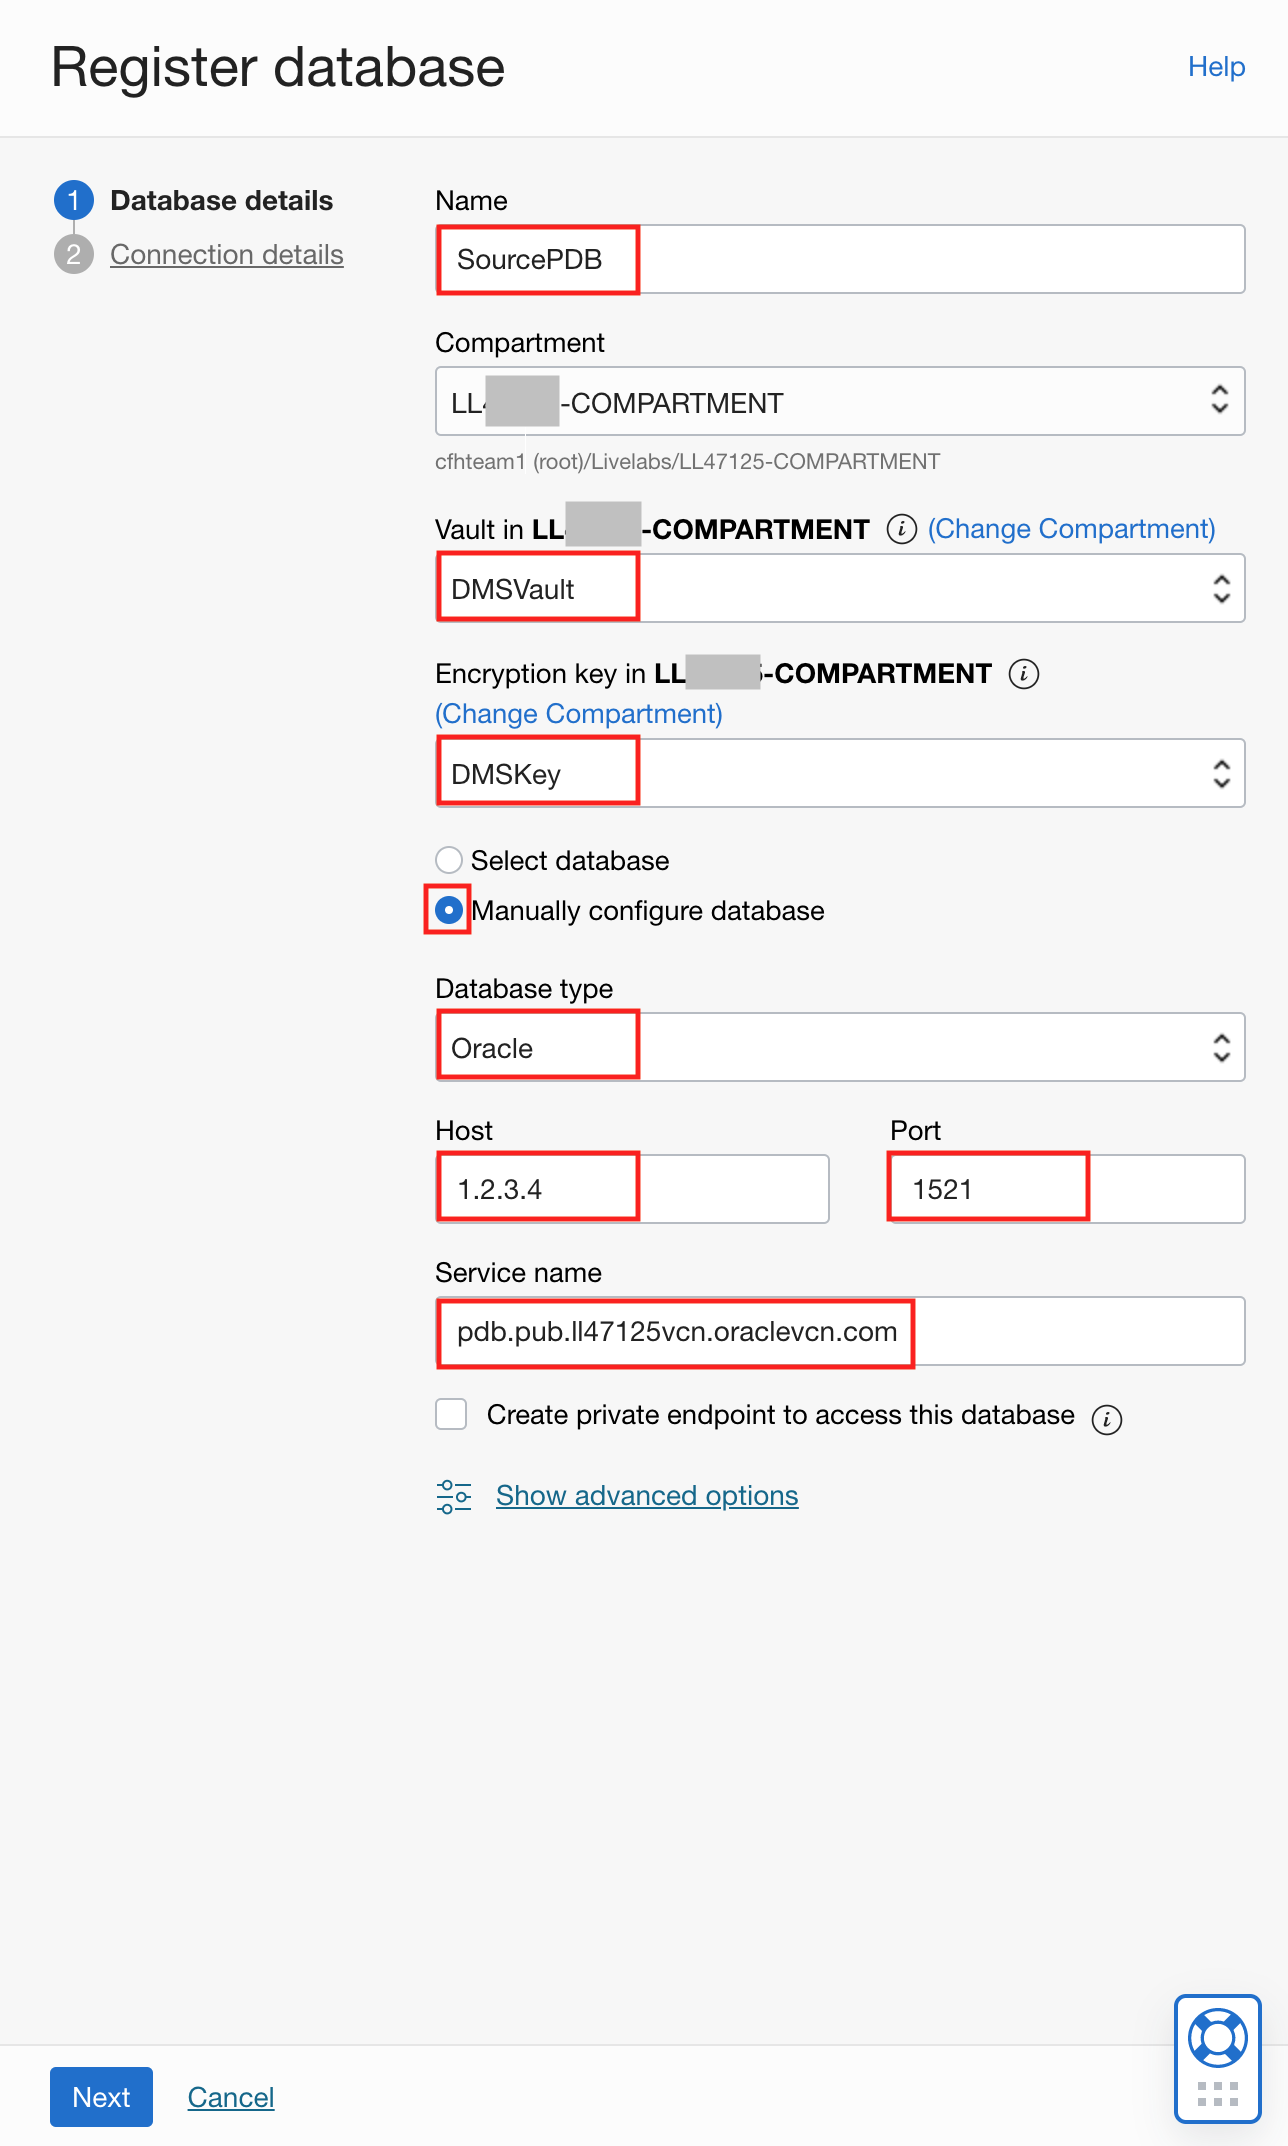 Register database
Help
1 Database details
2 Connection details
Name
SourcePDB
Compartment
LL -COMPARTMENT
cfhteam1 (root)/Livelabs/LL47125-COMPARTMENT
Vault in LL -COMPARTMENT i (Change Compartment)
DMSVault
Encryption key in LL -COMPARTMENT i
(Change Compartment)
DMSKey
Select database
Manually configure database
Database type
Oracle
Host Port
1.2.3.4 1521
Service name
pdb.pub.ll47125vcn.oraclevcn.com
Create private endpoint to access this database i
Show advanced options
Next Cancel